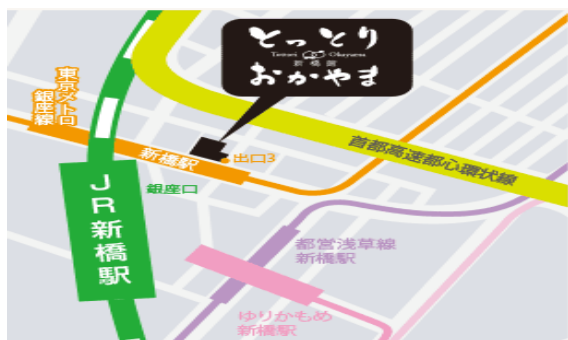 とっとり
Tottori Okayama
新橋館
おかやま
東京メトロ
銀座線
新橋駅
出口3
首都高速都心環状線
銀座口
JR新橋駅
都営浅草線
新橋駅
ゆりかもめ
新橋駅